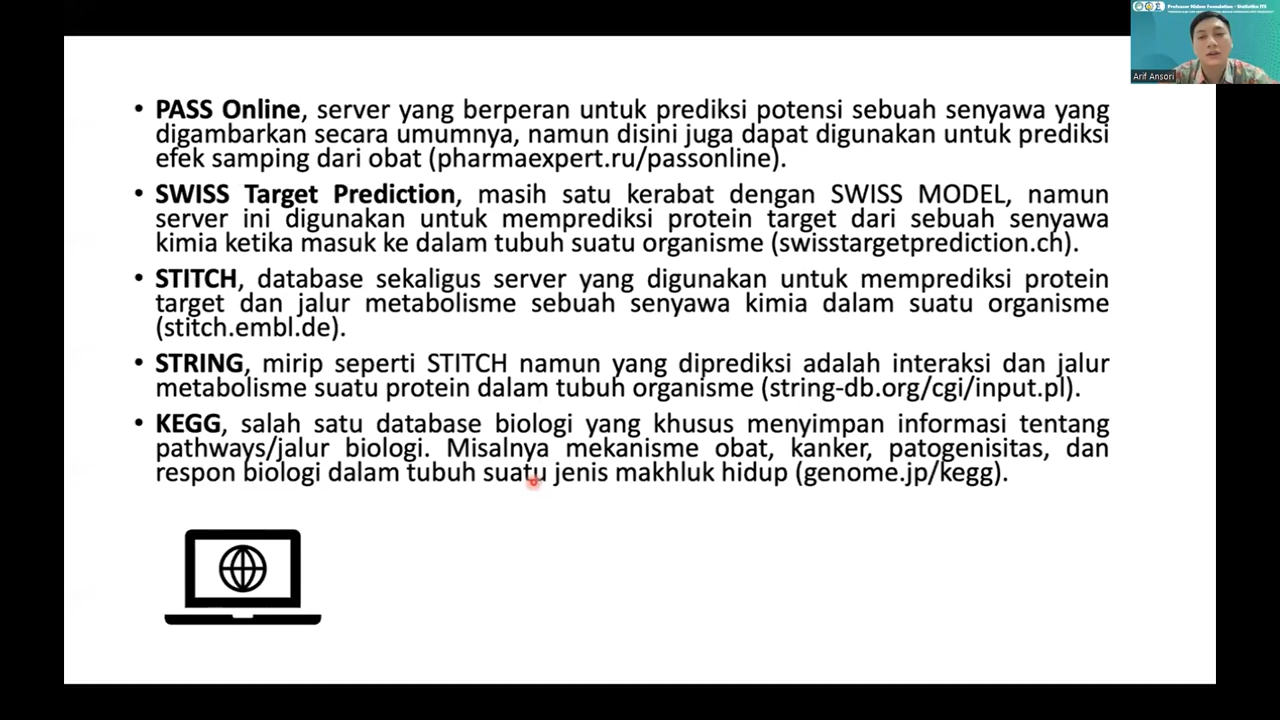 Professor Nidom Foundation - Statistika ITS
Arif Ansori
• PASS Online, server yang berperan untuk prediksi potensi sebuah senyawa yang
digambarkan secara umumnya, namun disini juga dapat digunakan untuk prediksi
efek samping dari obat (pharmaexpert.ru/passonline).
• SWISS Target Prediction, masih satu kerabat dengan SWISS MODEL, namun
server ini digunakan untuk memprediksi protein target dari sebuah senyawa
kimia ketika masuk ke dalam tubuh suatu organisme (swisstargetprediction.ch).
• STITCH, database sekaligus server yang digunakan untuk memprediksi protein
target dan jalur metabolisme sebuah senyawa kimia dalam suatu organisme
(stitch.embl.de).
• STRING, mirip seperti STITCH namun yang diprediksi adalah interaksi dan jalur
metabolisme suatu protein dalam tubuh organisme (string-db.org/cgi/input.pl).
• KEGG, salah satu database biologi yang khusus menyimpan informasi tentang
pathways/jalur biologi. Misalnya mekanisme obat, kanker, patogenisitas, dan
respon biologi dalam tubuh suatu jenis makhluk hidup (genome.jp/kegg).